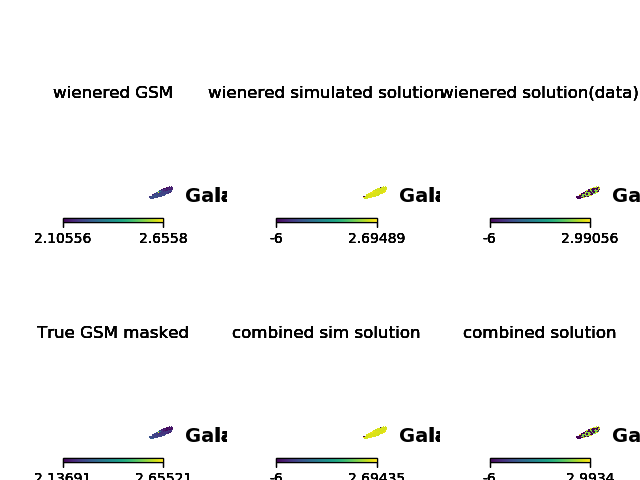 wienered GSM wienered simulated solution wienered solution(data)
Gala Gala Ga
2.10556 2.6558 -6 2.69489 -6 2.99056
True GSM masked combined sim solution combined solution
Gala Gala Ga
2.13691 2.65521 -6 2.69435 -6 2.9934